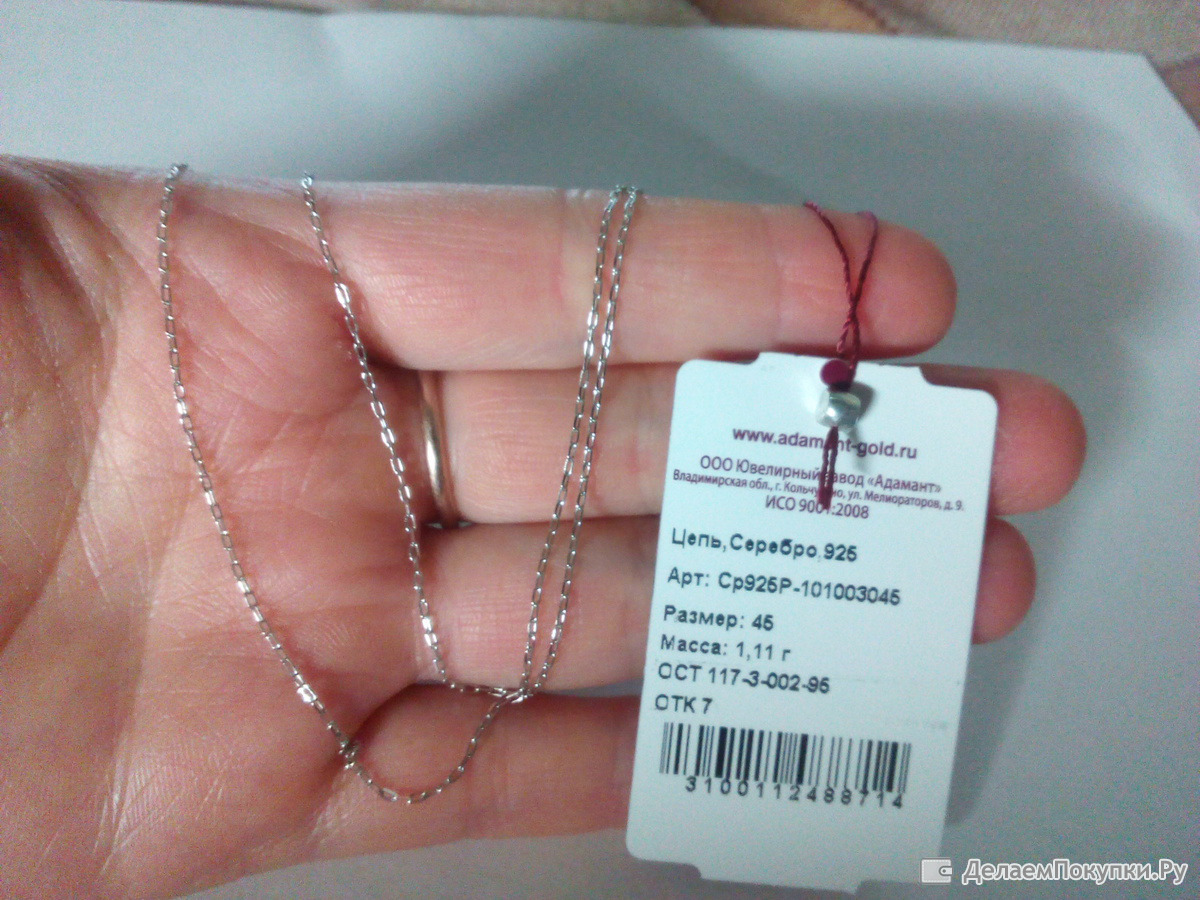 www.adamant-gold.ru
ООО Ювелирный завод «Адамант»
Владимирская обл., г. Кольчугино, ул. Мелиораторов, д. 9.
ИСО 9001:2008
Цепь,Серебро,925
Арт: Ср925Р-101003045
Размер: 45
Масса: 1,11 г
ОСТ 117-3-002-95
ОТК 7
3100112488714
ДелаемПокупки.Ру